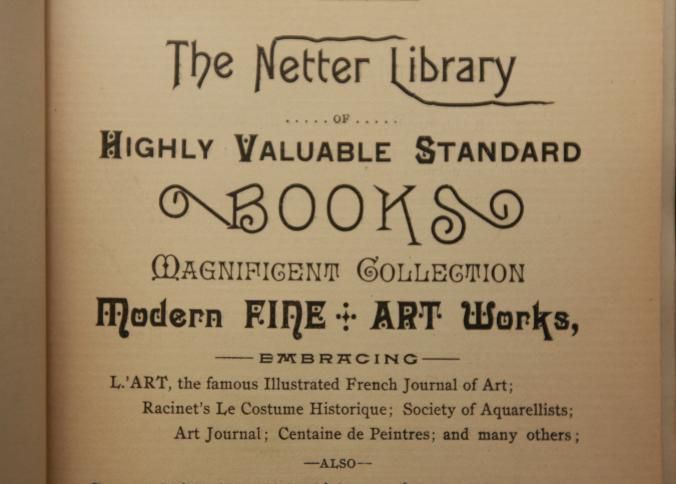 The Netter Library
.....OF.....
HIGHLY VALUABLE STANDARD
BOOKS
MAGNIFICENT COLLECTION
Modern FINE ART Works,
—EMBRACING—
L.'ART, the famous Illustrated French Journal of Art;
Racinet's Le Costume Historique; Society of Aquarellists;
Art Journal; Centaine de Peintres; and many others;
—ALSO—